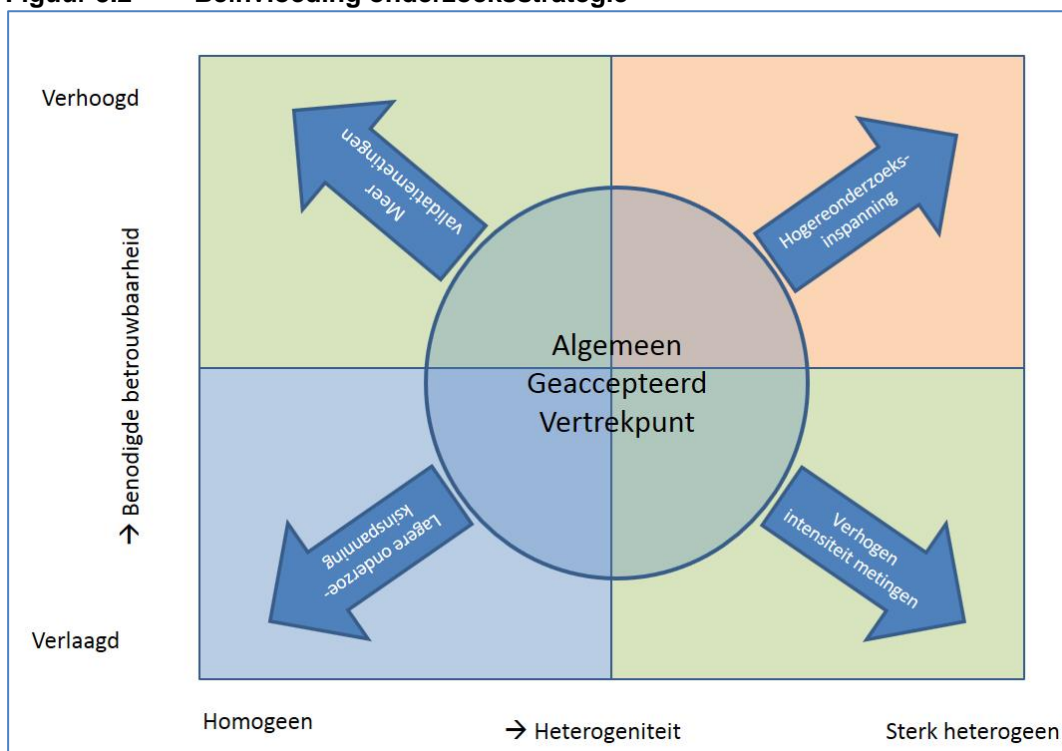 Verhoogd
Meer
validatiemetingen
Hogereonderzoeks-
inspanning
→ Benodigde betrouwbaarheid
Algemeen
Geaccepteerd
Vertrekpunt
Lagere onderzoe-
ksinspanning
Verhogen
intensiteit metingen
Verlaagd
Homogeen
→ Heterogeniteit
Sterk heterogeen